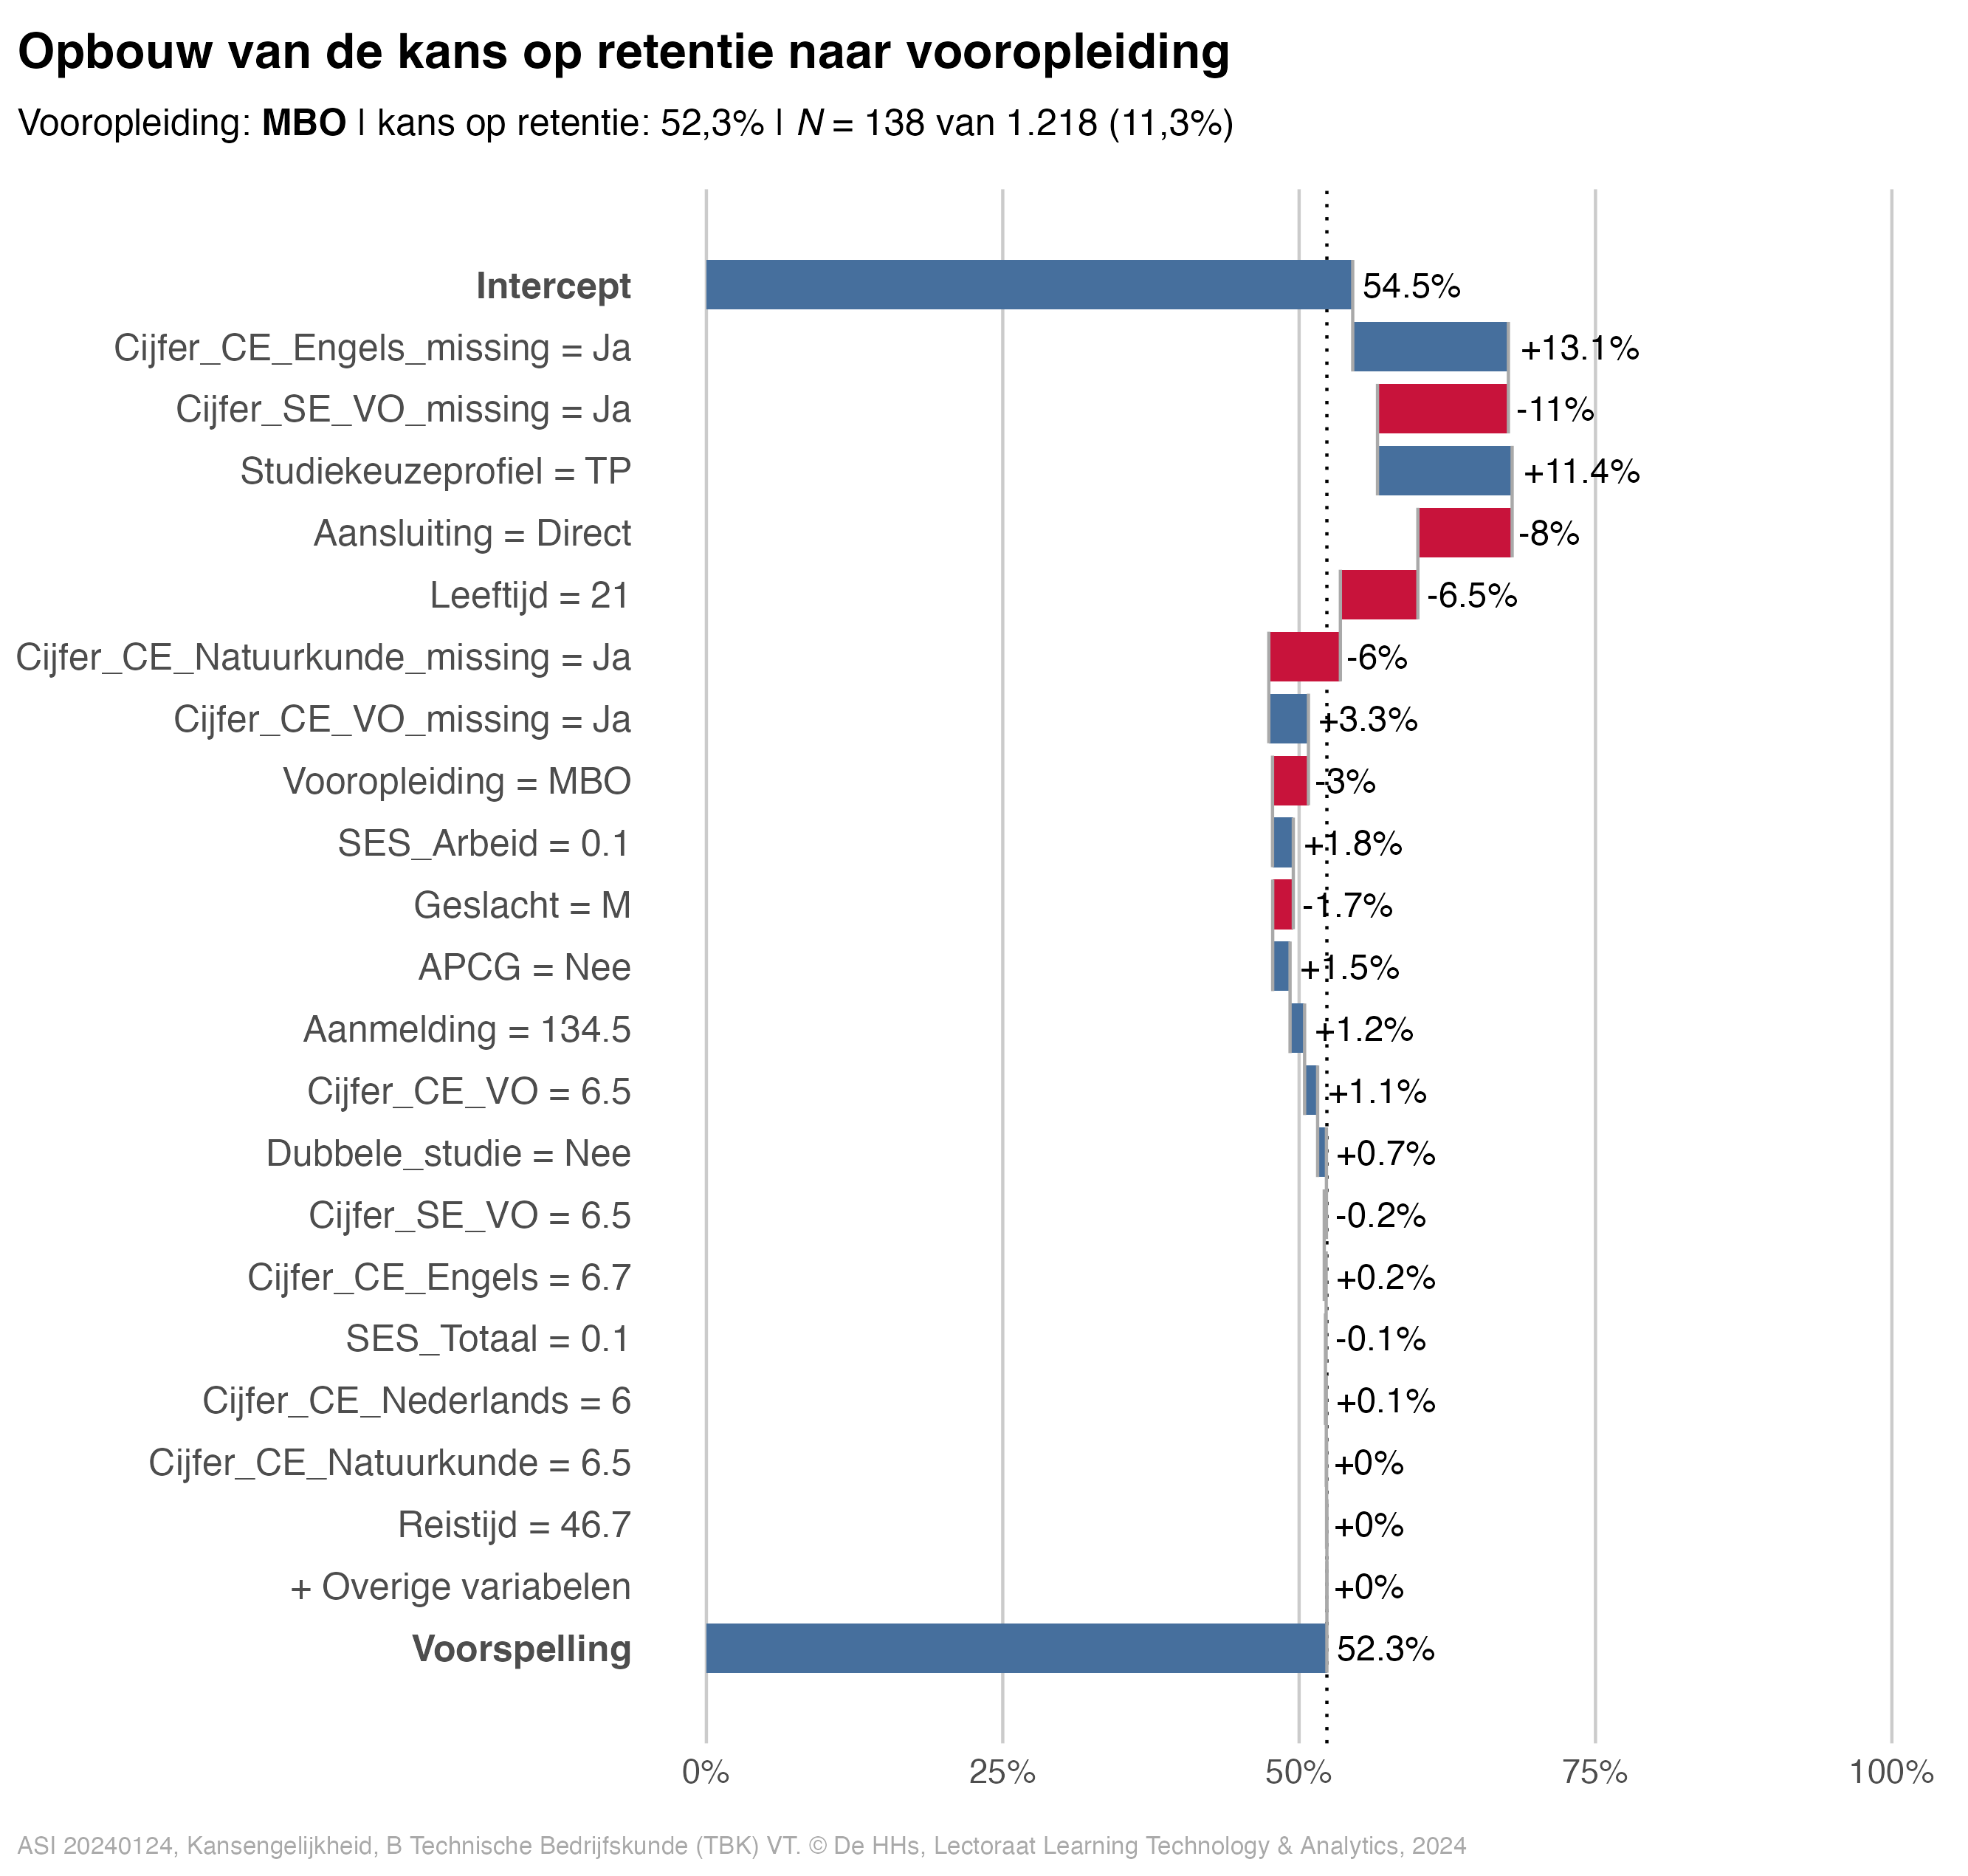 Opbouw van de kans op retentie naar vooropleiding
Vooropleiding: MBO | kans op retentie: 52,3% | N = 138 van 1.218 (11,3%)
Intercept 54.5%
Cijfer_CE_Engels_missing = Ja +13.1%
Cijfer_SE_VO_missing = Ja -11%
Studiekeuzeprofiel = TP +11.4%
Aansluiting = Direct -8%
Leeftijd = 21 -6.5%
Cijfer_CE_Natuurkunde_missing = Ja -6%
Cijfer_CE_VO_missing = Ja +3.3%
Vooropleiding = MBO -3%
SES_Arbeid = 0.1 +1.8%
Geslacht = M -1.7%
APCG = Nee +1.5%
Aanmelding = 134.5 +1.2%
Cijfer_CE_VO = 6.5 +1.1%
Dubbele_studie = Nee +0.7%
Cijfer_SE_VO = 6.5 -0.2%
Cijfer_CE_Engels = 6.7 +0.2%
SES_Totaal = 0.1 -0.1%
Cijfer_CE_Nederlands = 6 +0.1%
Cijfer_CE_Natuurkunde = 6.5 +0%
Reistijd = 46.7 +0%
+ Overige variabelen +0%
Voorspelling 52.3%
0% 25% 50% 75% 100%
ASI 20240124, Kansengelijkheid, B Technische Bedrijfskunde (TBK) VT. © De HHs, Lectoraat Learning Technology & Analytics, 2024